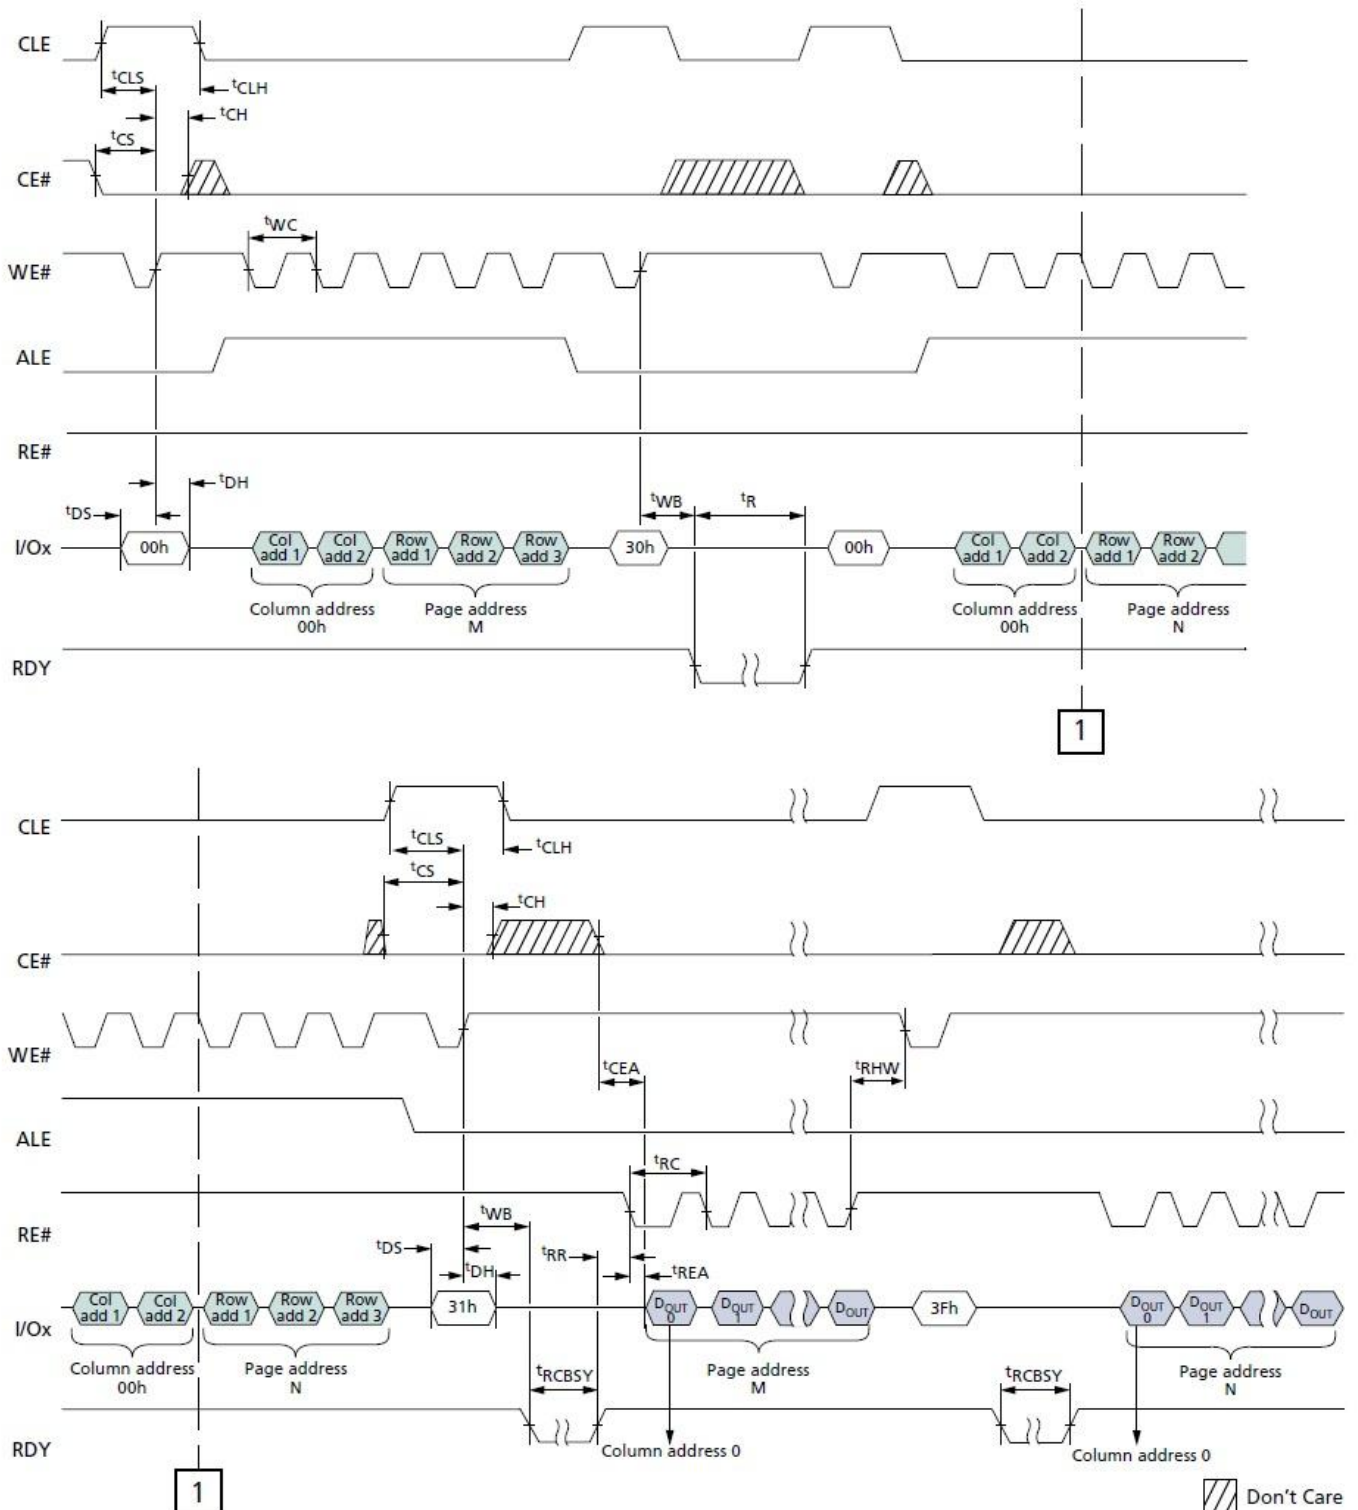 CLE
tCLS
tCLH
tCH
tCS
CE#
tWC
WE#
ALE
RE#
tDH
tDS
tWB
tR
I/Ox
00h
Col add 1
Col add 2
Row add 1
Row add 2
Row add 3
30h
00h
Col add 1
Col add 2
Row add 1
Row add 2
Column address 00h
Page address M
Column address 00h
Page address N
RDY
1
CLE
tCLS
tCLH
tCS
tCH
CE#
WE#
tCEA
tRHW
ALE
tRC
RE#
tWB
tDS
tRR
tDH
tREA
I/Ox
Col add 1
Col add 2
Row add 1
Row add 2
Row add 3
31h
DOUT 0
DOUT 1
DOUT
3Fh
DOUT 0
DOUT 1
DOUT
Column address 00h
Page address N
tRCBSY
Page address M
tRCBSY
Page address N
RDY
Column address 0
Column address 0
1
Don't Care